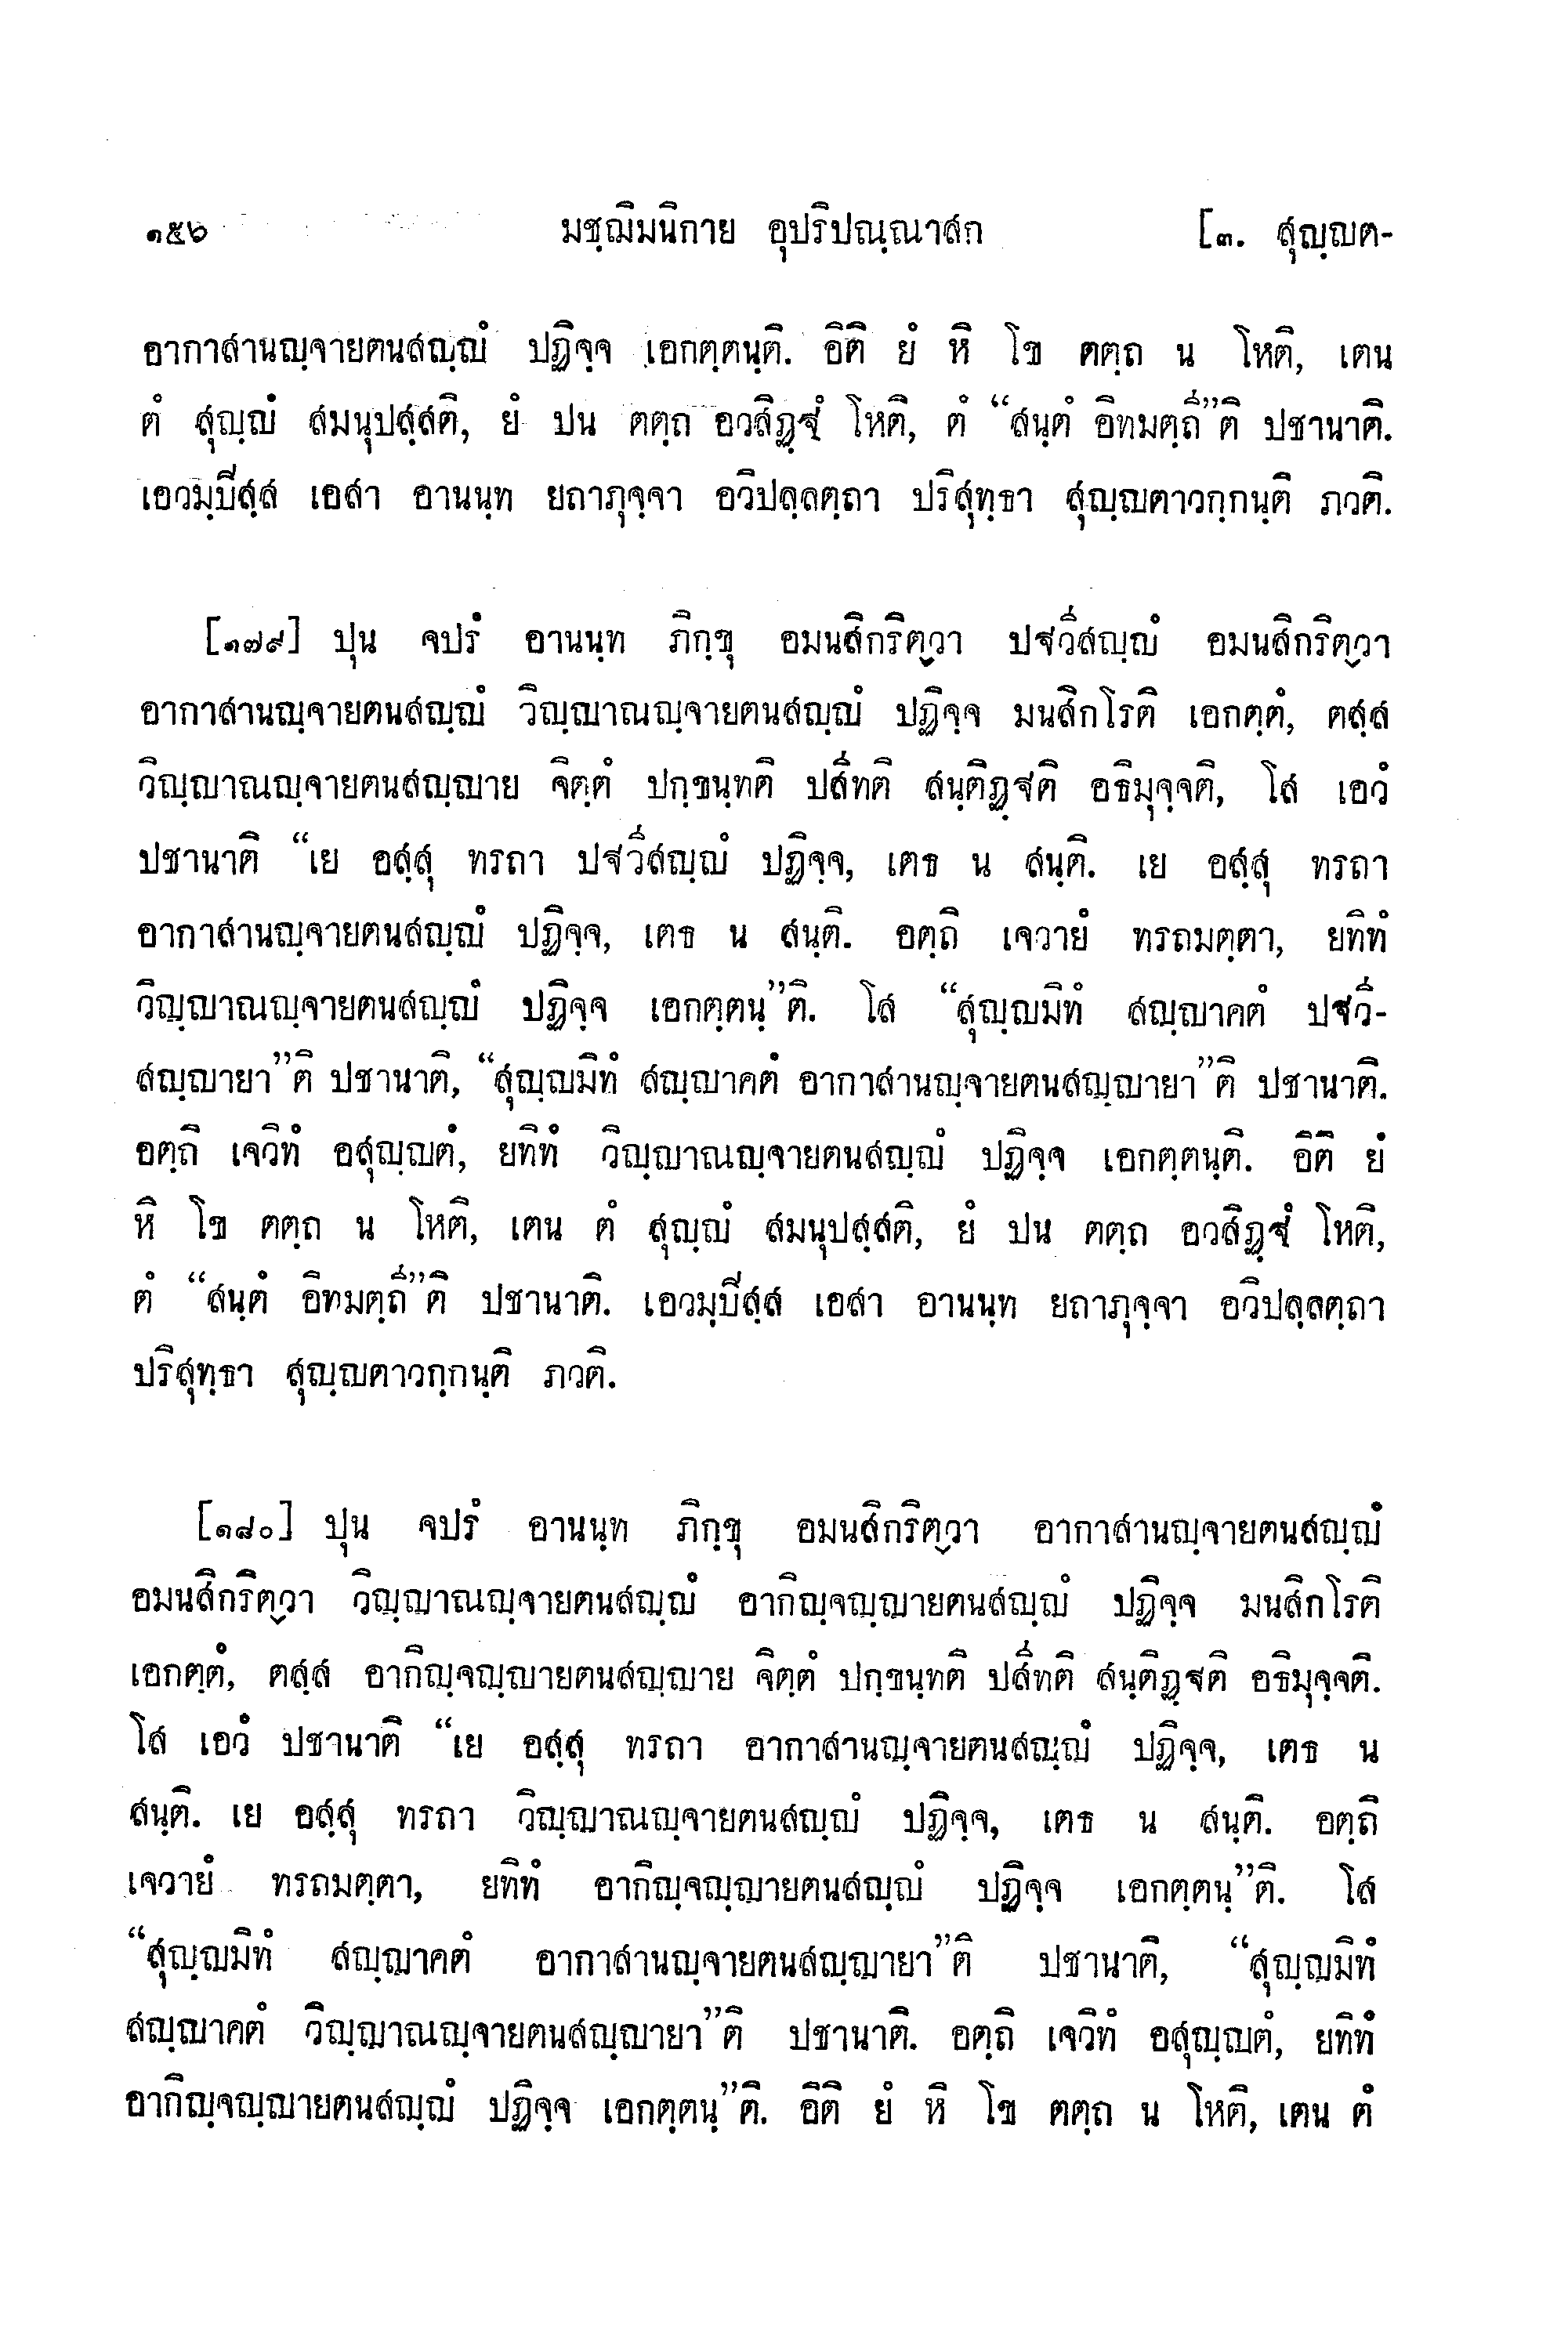 ๑๕๖ มชฺฌิมนิกาย อุปริปณฺณาสก [๓. สุญฺญต-
อากาสานญฺจายตนสญฺญํ ปฏิจฺจ เอกตฺตนฺติ. อิติ ยํ หิ โข ตตฺถ น โหติ, เตน
ตํ สุญฺญํ สมนุปสฺสติ, ยํ ปน ตตฺถ อวสิฏฺฐํ โหติ, ตํ “สนฺตํ อิทมตฺถี”ติ ปชานาติ.
เอวมฺปิสฺส เอสา อานนฺท ยถาภุจฺจา อวิปลฺลตฺถา ปริสุทฺธา สุญฺญตาวกฺกนฺติ ภวติ.
[๑๗๙] ปุน จปรํ อานนฺท ภิกฺขุ อมนสิกริตฺวา ปฐวีสญฺญํ อมนสิกริตฺวา
อากาสานญฺจายตนสญฺญํ วิญฺญาณญฺจายตนสญฺญํ ปฏิจฺจ มนสิกโรติ เอกตฺตํ, ตสฺส
วิญฺญาณญฺจายตนสญฺญาย จิตฺตํ ปกฺขนฺทติ ปสีทติ สนฺติฏฺฐติ อธิมุจฺจติ, โส เอวํ
ปชานาติ “เย อสฺสุ ทรถา ปฐวีสญฺญํ ปฏิจฺจ, เตธ น สนฺติ. เย อสฺสุ ทรถา
อากาสานญฺจายตนสญฺญํ ปฏิจฺจ, เตธ น สนฺติ. อตฺถิ เจวายํ ทรถมตฺตา, ยทิทํ
วิญฺญาณญฺจายตนสญฺญํ ปฏิจฺจ เอกตฺตนฺ”ติ. โส “สุญฺญมิทํ สญฺญาคตํ ปฐวี-
สญฺญายา”ติ ปชานาติ, “สุญฺญมิทํ สญฺญาคตํ อากาสานญฺจายตนสญฺญายา”ติ ปชานาติ.
อตฺถิ เจวิทํ อสุญฺญตํ, ยทิทํ วิญฺญาณญฺจายตนสญฺญํ ปฏิจฺจ เอกตฺตนฺติ. อิติ ยํ
หิ โข ตตฺถ น โหติ, เตน ตํ สุญฺญํ สมนุปสฺสติ, ยํ ปน ตตฺถ อวสิฏฺฐํ โหติ,
ตํ “สนฺตํ อิทมตฺถี”ติ ปชานาติ. เอวมฺปิสฺส เอสา อานนฺท ยถาภุจฺจา อวิปลฺลตฺถา
ปริสุทฺธา สุญฺญตาวกฺกนฺติ ภวติ.
[๑๘๐] ปุน จปรํ อานนฺท ภิกฺขุ อมนสิกริตฺวา อากาสานญฺจายตนสญฺญํ
อมนสิกริตฺวา วิญฺญาณญฺจายตนสญฺญํ อากิญฺจญฺญายตนสญฺญํ ปฏิจฺจ มนสิกโรติ
เอกตฺตํ, ตสฺส อากิญฺจญฺญายตนสญฺญาย จิตฺตํ ปกฺขนฺทติ ปสีทติ สนฺติฏฺฐติ อธิมุจฺจติ.
โส เอวํ ปชานาติ “เย อสฺสุ ทรถา อากาสานญฺจายตนสญฺญํ ปฏิจฺจ, เตธ น
สนฺติ. เย อสฺสุ ทรถา วิญฺญาณญฺจายตนสญฺญํ ปฏิจฺจ, เตธ น สนฺติ. อตฺถิ
เจวายํ ทรถมตฺตา, ยทิทํ อากิญฺจญฺญายตนสญฺญํ ปฏิจฺจ เอกตฺตนฺ”ติ. โส
“สุญฺญมิทํ สญฺญาคตํ อากาสานญฺจายตนสญฺญายา”ติ ปชานาติ, “สุญฺญมิทํ
สญฺญาคตํ วิญฺญาณญฺจายตนสญฺญายา”ติ ปชานาติ. อตฺถิ เจวิทํ อสุญฺญตํ, ยทิทํ
อากิญฺจญฺญายตนสญฺญํ ปฏิจฺจ เอกตฺตนฺ”ติ. อิติ ยํ หิ โข ตตฺถ น โหติ, เตน ตํ